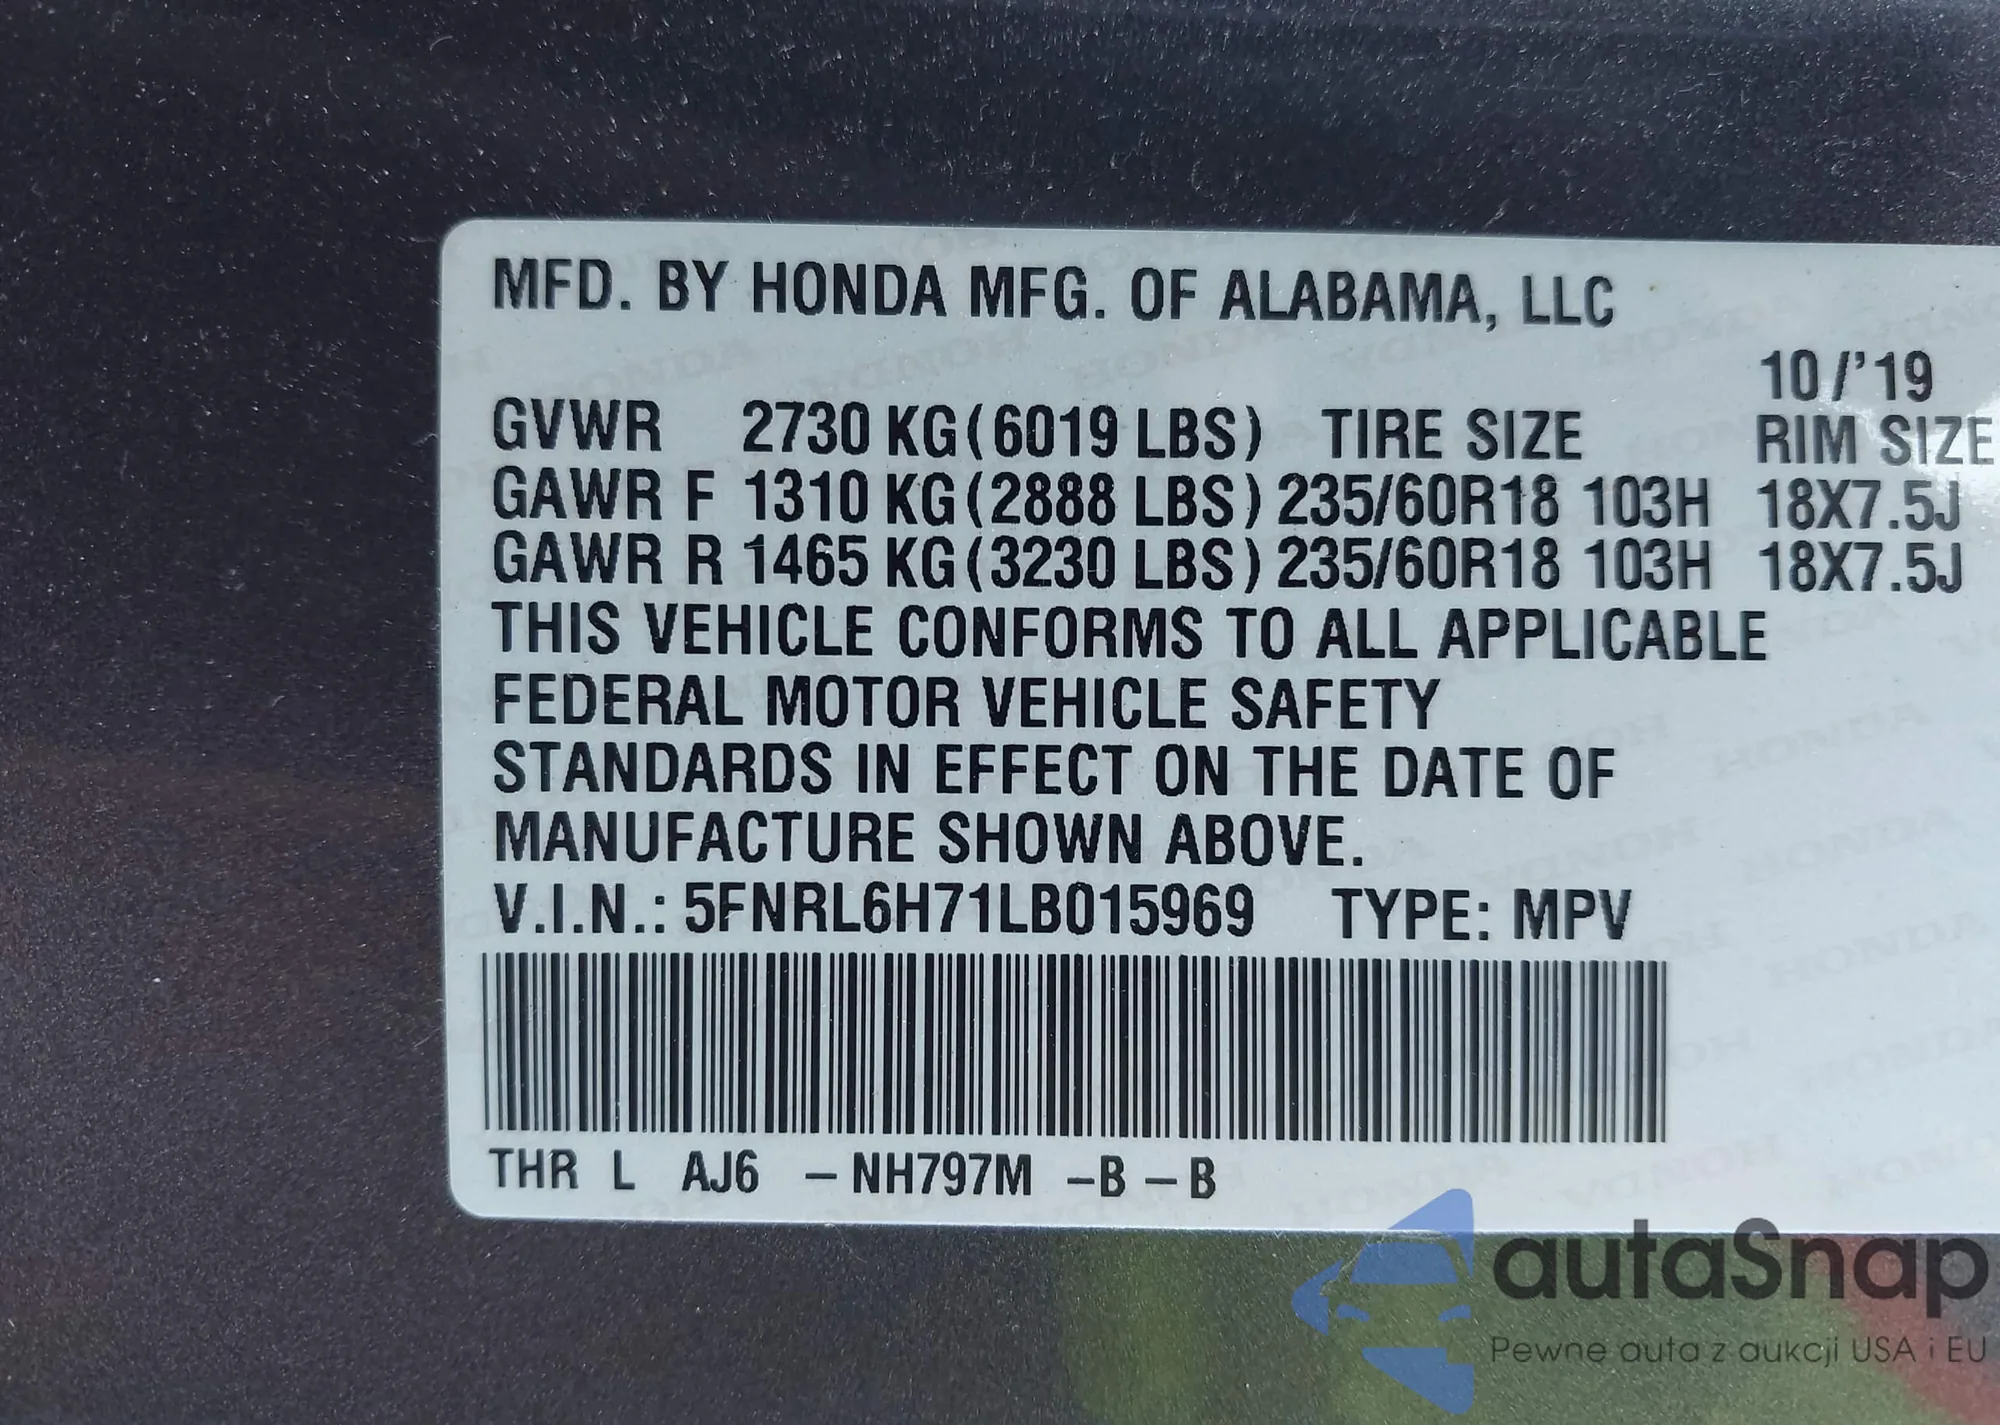 MFD. BY HONDA MFG. OF ALABAMA, LLC
10/'19
GVWR 2730 KG(6019 LBS) TIRE SIZE RIM SIZE
GAWR F 1310 KG(2888 LBS) 235/60R18 103H 18X7.5J
GAWR R 1465 KG(3230 LBS) 235/60R18 103H 18X7.5J
THIS VEHICLE CONFORMS TO ALL APPLICABLE
FEDERAL MOTOR VEHICLE SAFETY
STANDARDS IN EFFECT ON THE DATE OF
MANUFACTURE SHOWN ABOVE.
V.I.N.: 5FNRL6H71LB015969 TYPE: MPV
THR L AJ6 -NH797M -B-B
autaSnap
Pewne auta z aukcji USA i EU